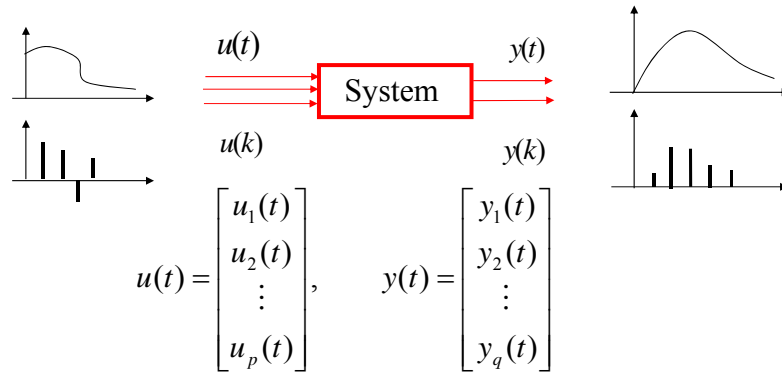 u(t) y(t)
System
u(k) y(k)
u(t) = [u_1(t) u_2(t) ⋮ u_p(t)], y(t) = [y_1(t) y_2(t) ⋮ y_q(t)]